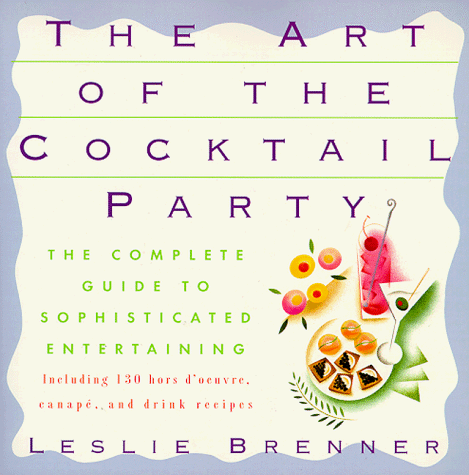 THE ART
OF THE
COCKTAIL
PARTY
THE COMPLETE
GUIDE TO
SOPHISTICATED
ENTERTAINING
Including 130 hors d'oeuvre,
canapé, and drink recipes
LESLIE BRENNER